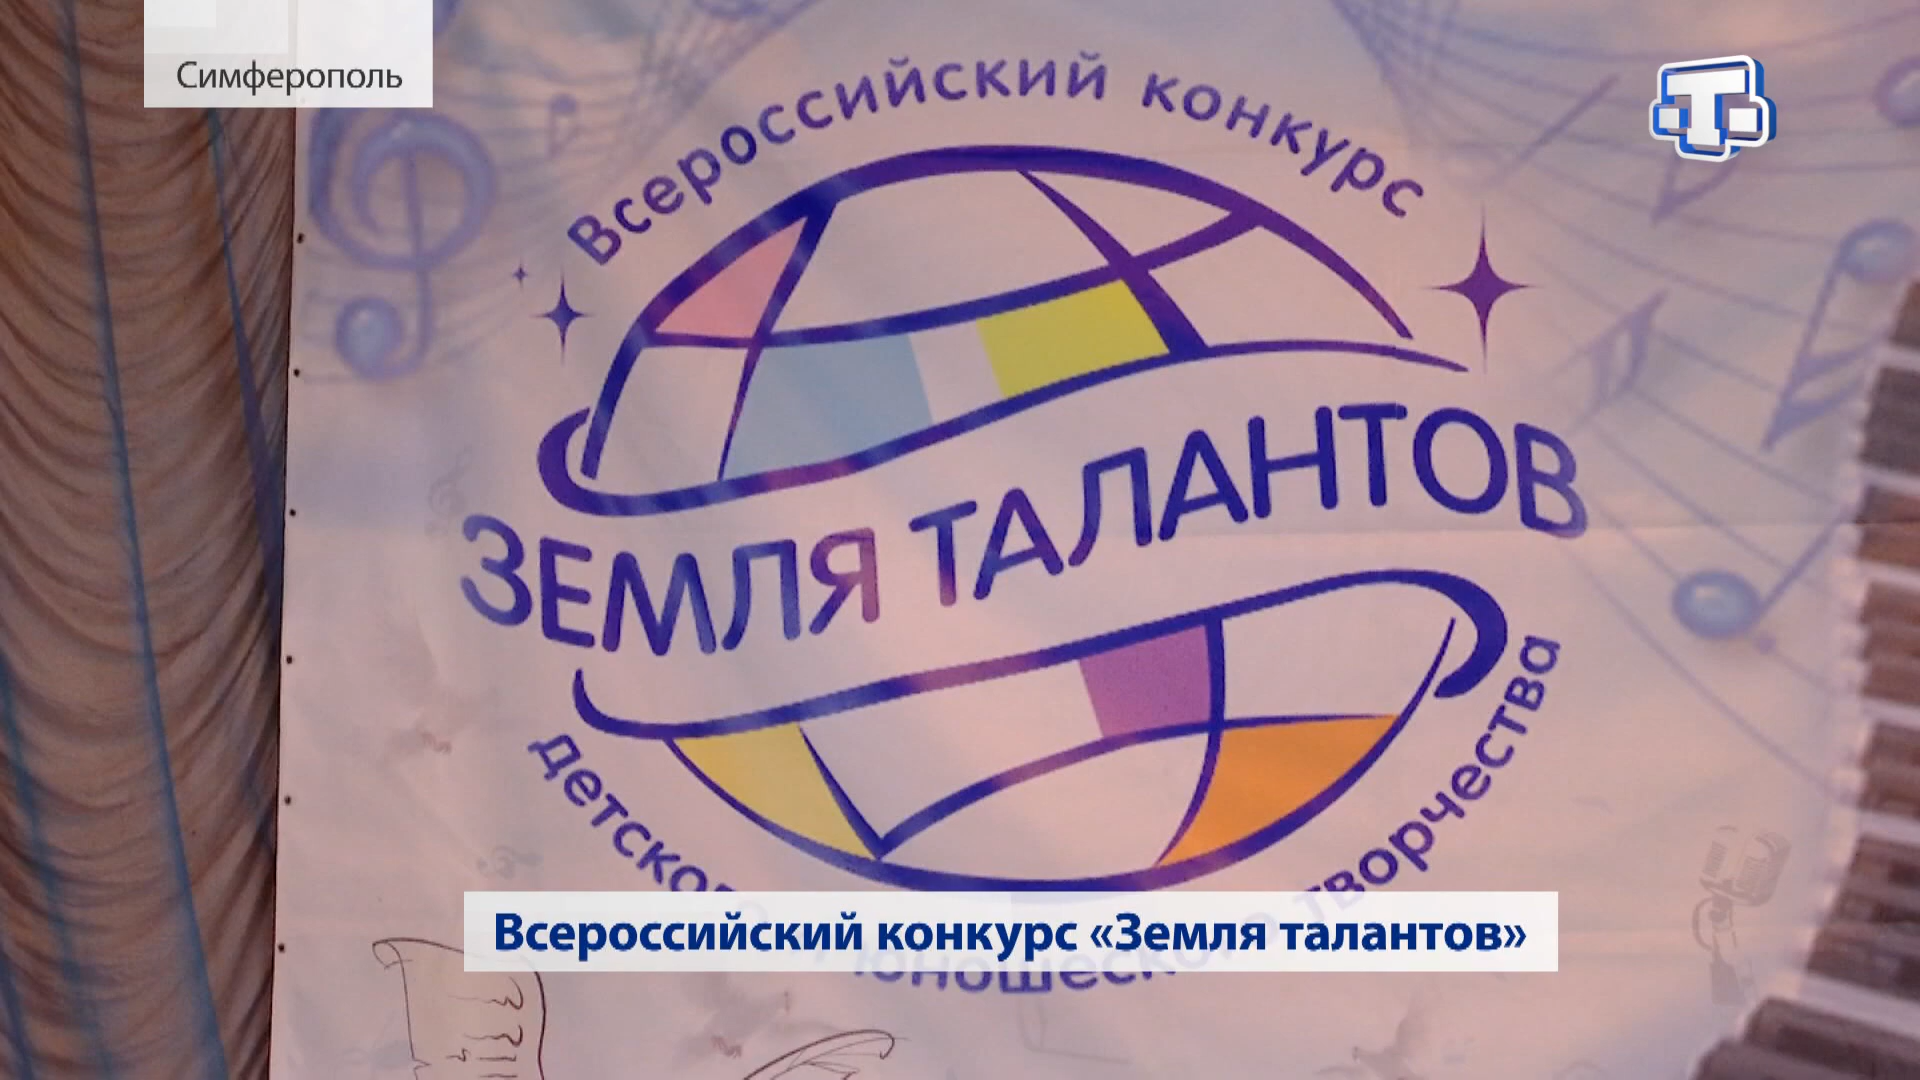 Симферополь
Т
Всероссийский конкурс
ЗЕМЛЯ ТАЛАНТОВ
творчества
Всероссийский конкурс «Земля талантов»